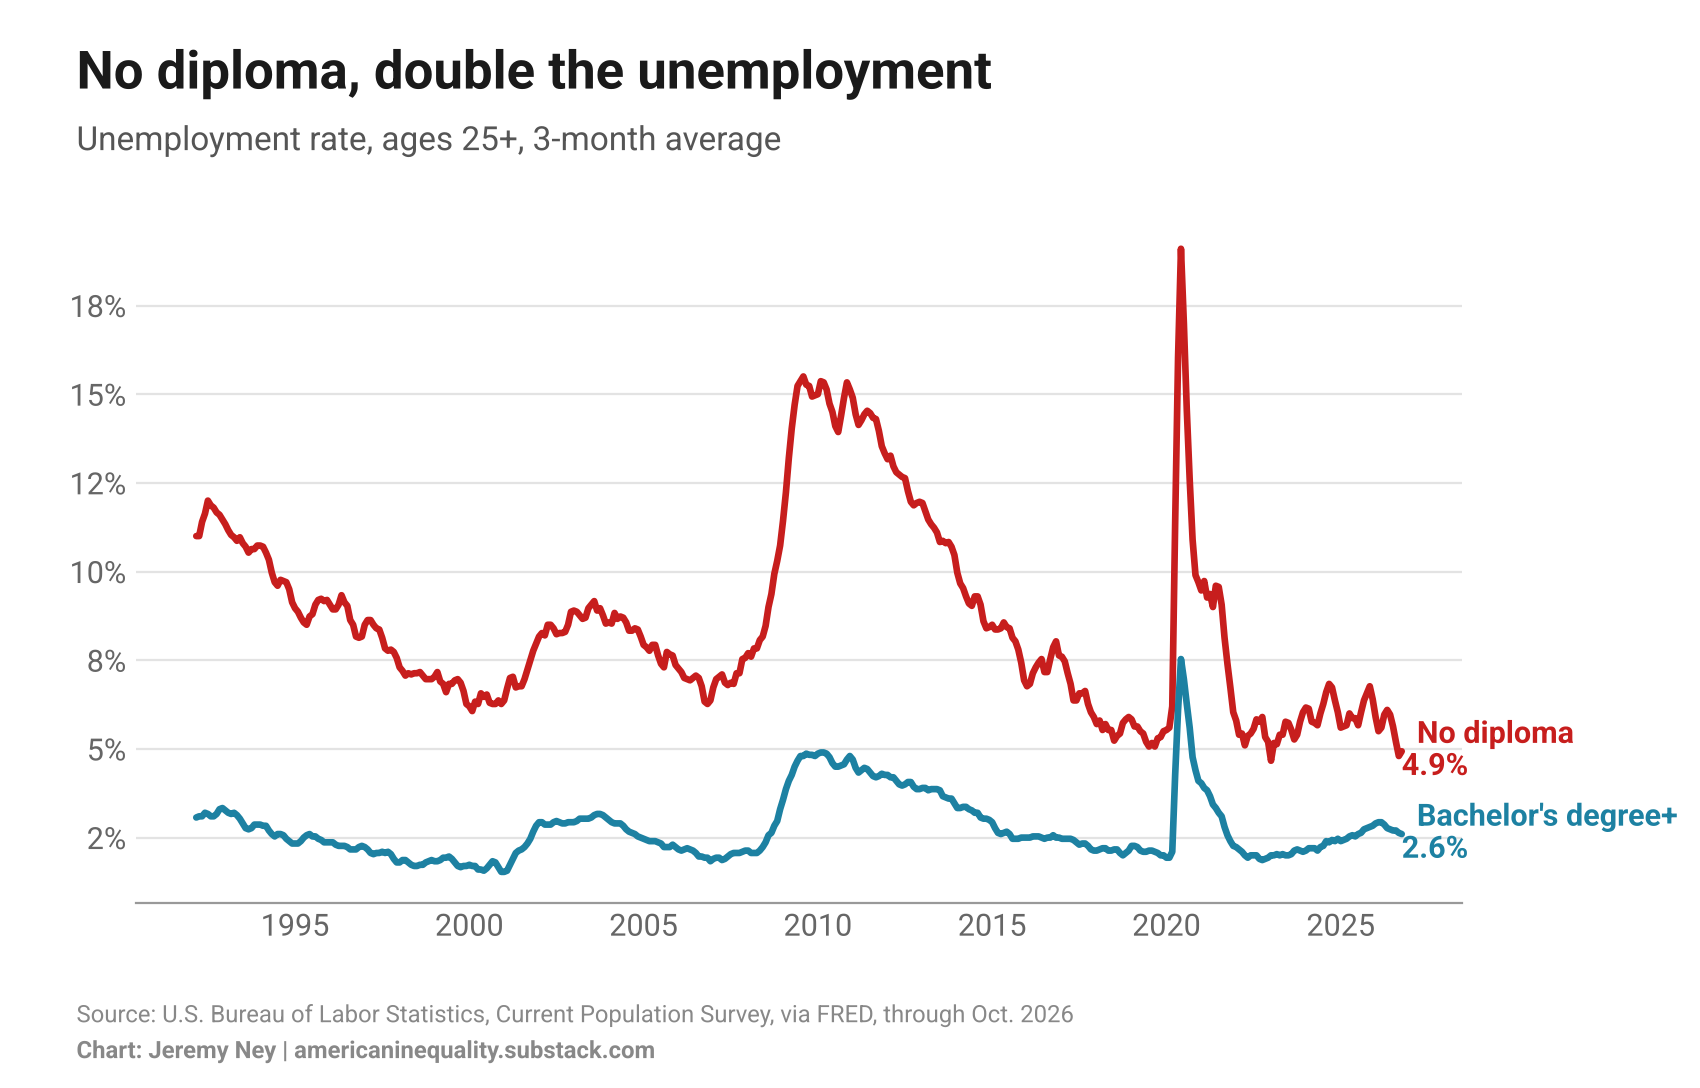 No diploma, double the unemployment
Unemployment rate, ages 25+, 3-month average
18%
15%
12%
10%
8%
5%
2%
No diploma
4.9%
Bachelor's degree+
2.6%
1995 2000 2005 2010 2015 2020 2025
Source: U.S. Bureau of Labor Statistics, Current Population Survey, via FRED, through Oct. 2026
Chart: Jeremy Ney | americaninequality.substack.com